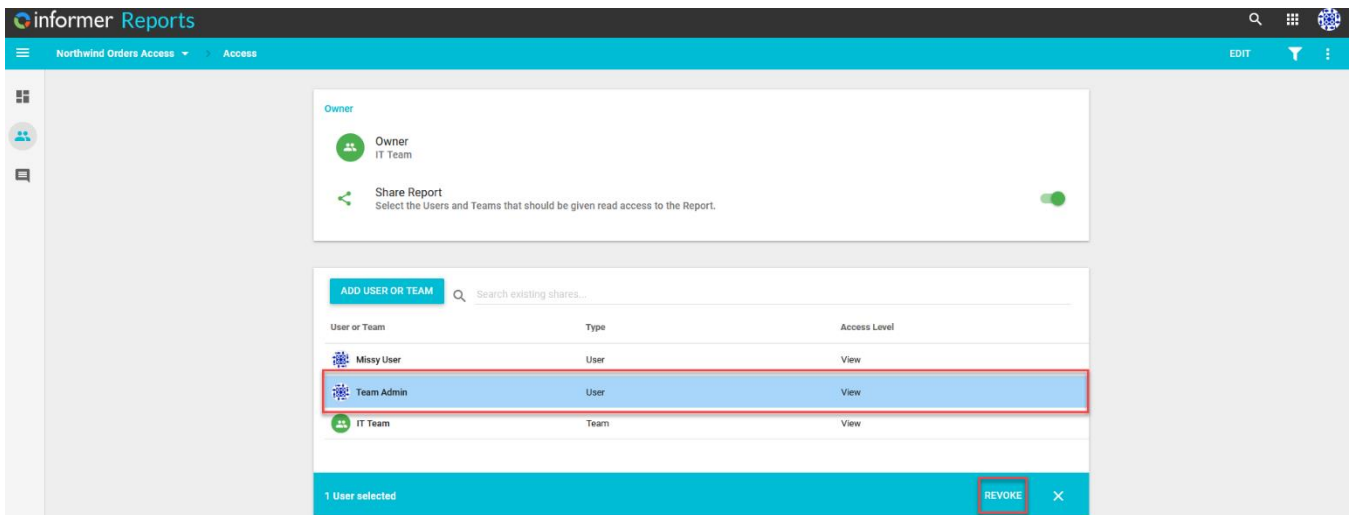 informer Reports
Northwind Orders Access > Access EDIT
Owner
Owner
IT Team
Share Report
Select the Users and Teams that should be given read access to the Report.
ADD USER OR TEAM Search existing shares...
User or Team Type Access Level
Missy User User View
Team Admin User View
IT Team Team View
1 User selected REVOKE